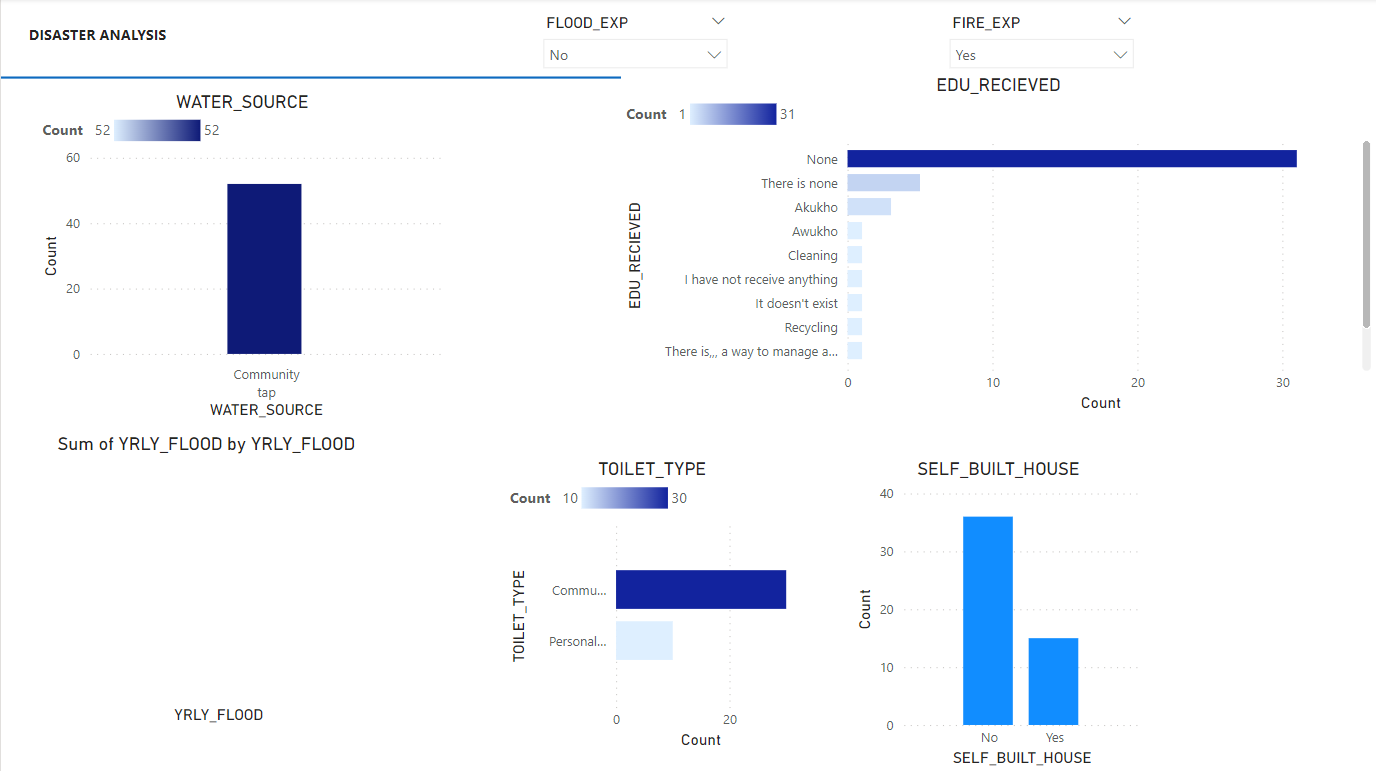 DISASTER ANALYSIS
FLOOD_EXP
No
FIRE_EXP
Yes
WATER_SOURCE
Count 52 52
60
40
20
0
Count
Community
tap
WATER_SOURCE
EDU_RECIEVED
Count 1 31
EDU_RECIEVED
None
There is none
Akukho
Awukho
Cleaning
I have not receive anything
It doesn't exist
Recycling
There is,,, a way to manage a...
0 10 20 30
Count
Sum of YRLY_FLOOD by YRLY_FLOOD
YRLY_FLOOD
TOILET_TYPE
Count 10 30
TOILET_TYPE
Commu...
Personal...
0 20
Count
SELF_BUILT_HOUSE
40
30
20
10
0
Count
No Yes
SELF_BUILT_HOUSE